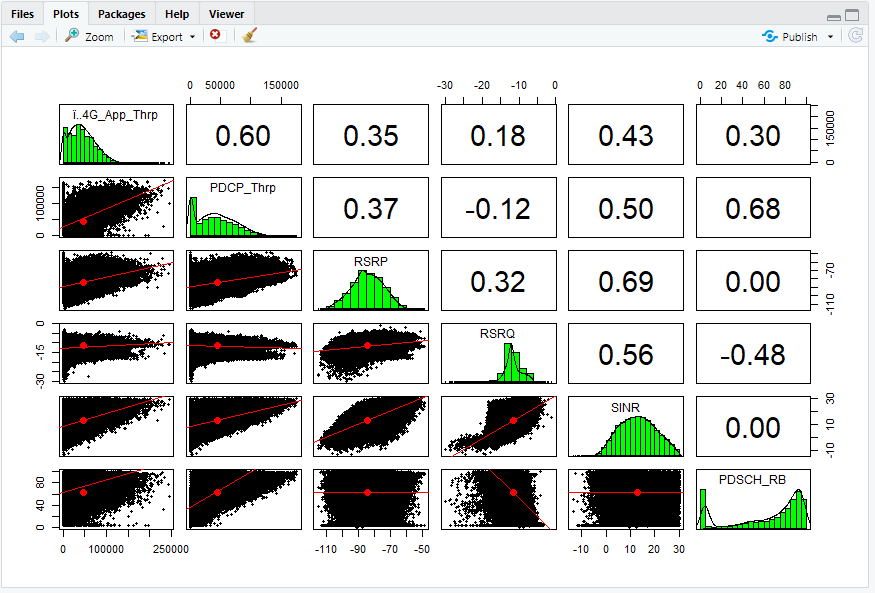 Files Plots Packages Help Viewer
Zoom Export Publish
0 50000 150000 -30 -20 -10 0 0 20 40 60 80
ï..4G_App_Thrp 0.60 0.35 0.18 0.43 0.30
0 150000
PDCP_Thrp 0.37 -0.12 0.50 0.68
0 100000
RSRP 0.32 0.69 0.00
-110 -70
RSRQ 0.56 -0.48
-30 -15 0
SINR 0.00
-10 10 30
PDSCH_RB
0 40 80
0 100000 250000 -110 -90 -70 -50 -10 0 10 20 30